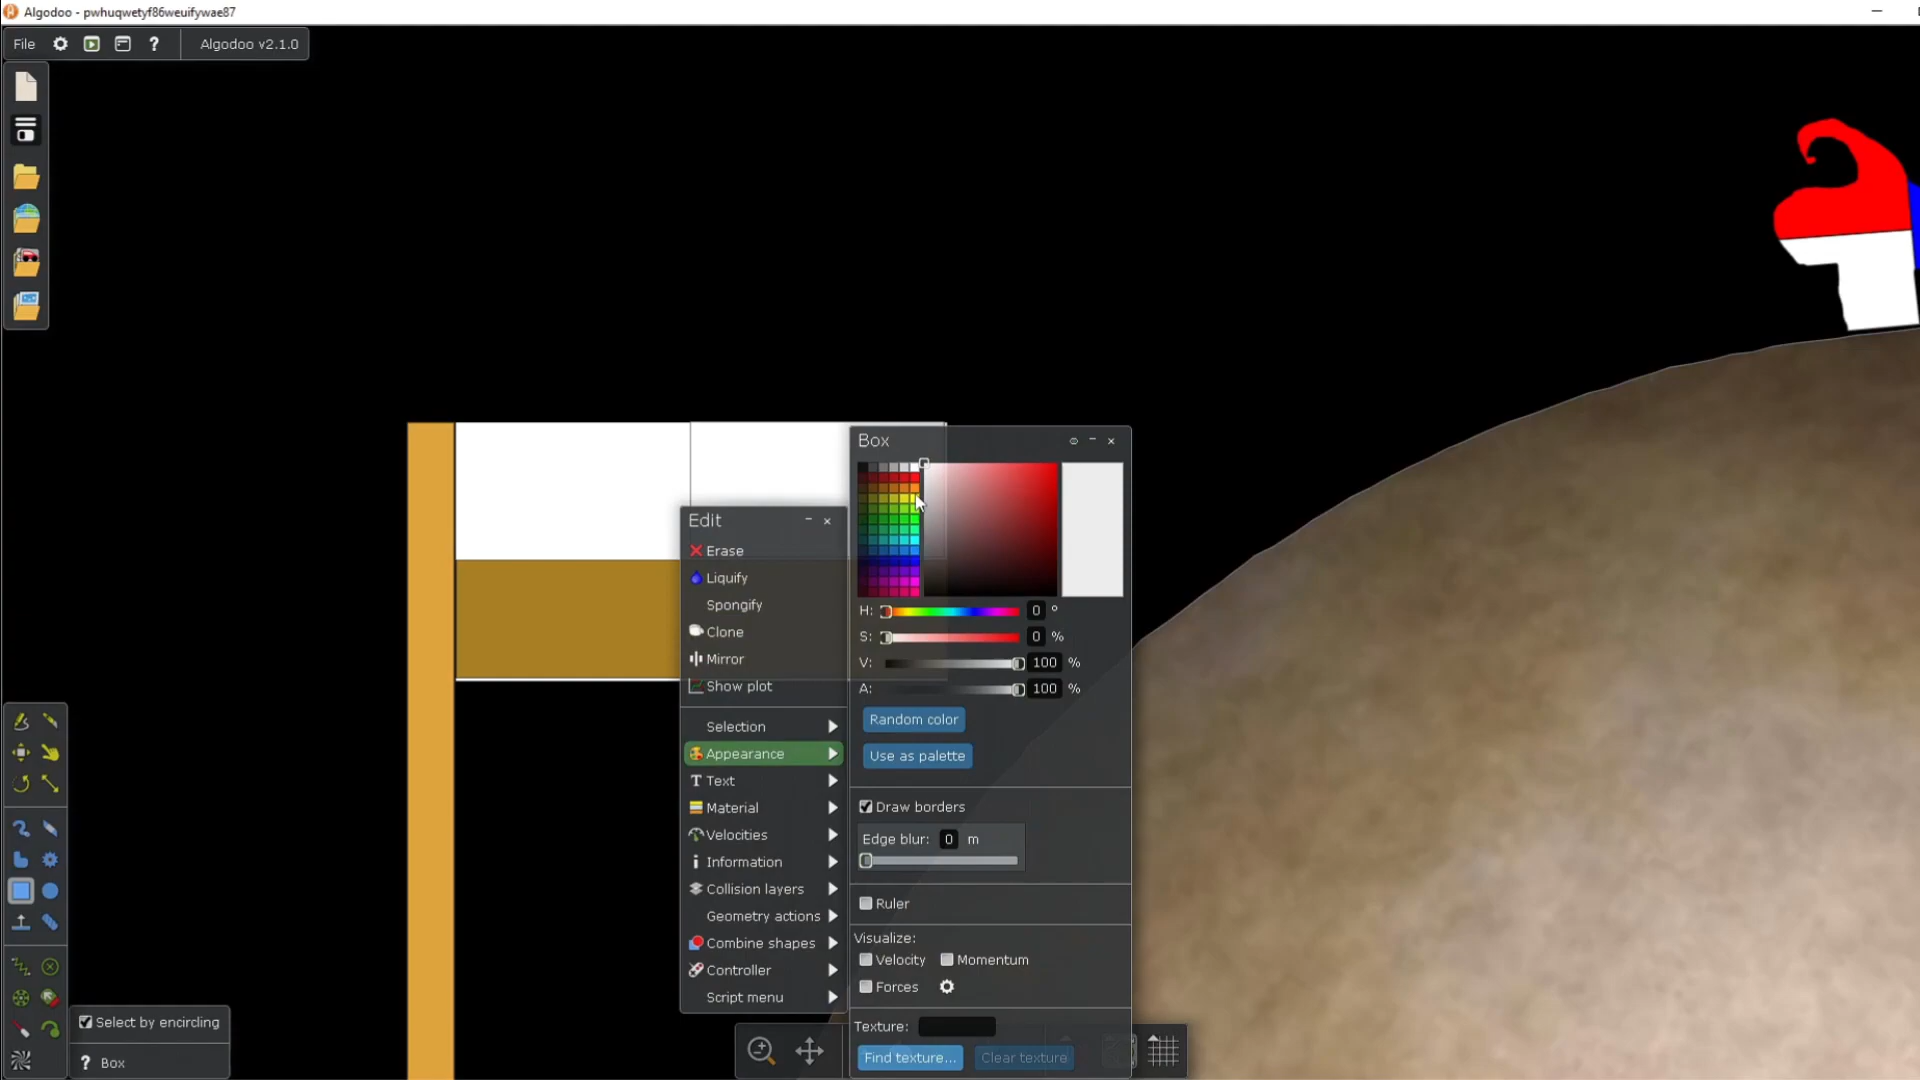 Algodoo - pwhuqwetyf86weuifywae87
File
?
Algodoo v2.1.0
Box
Edit
Erase
Liquify
Spongify
Clone
Mirror
Show plot
Selection
Appearance
Text
Material
Velocities
Information
Collision layers
Geometry actions
Combine shapes
Controller
Script menu
H: 0 °
S: 0 %
V: 100 %
A: 100 %
Random color
Use as palette
Draw borders
Edge blur: 0 m
Ruler
Visualize:
Velocity Momentum
Forces
Texture:
Find texture... Clear texture
Select by encircling
? Box